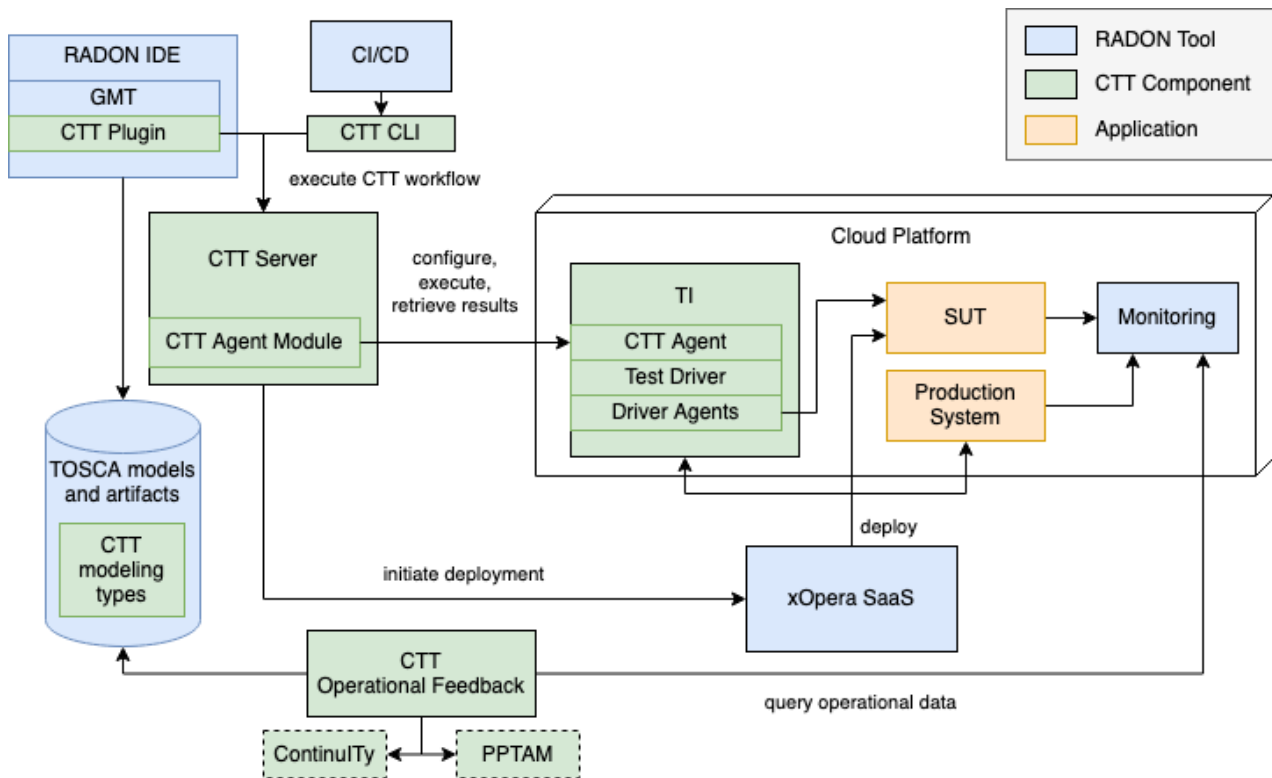 RADON IDE
GMT
CTT Plugin
CI/CD
CTT CLI
execute CTT workflow
RADON Tool
CTT Component
Application
CTT Server
CTT Agent Module
configure,
execute,
retrieve results
Cloud Platform
TI
CTT Agent
Test Driver
Driver Agents
SUT
Production
System
Monitoring
TOSCA models
and artifacts
CTT
modeling
types
initiate deployment
deploy
xOpera SaaS
CTT
Operational Feedback
query operational data
ContinuITy
PPTAM